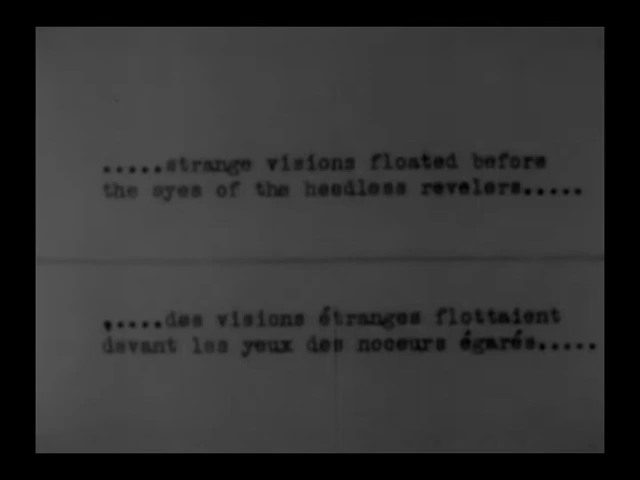 .....strange visions floated before
the eyes of the heedless revelers.....
.....des visions étranges flottaient
devant les yeux des noceurs égarés.....